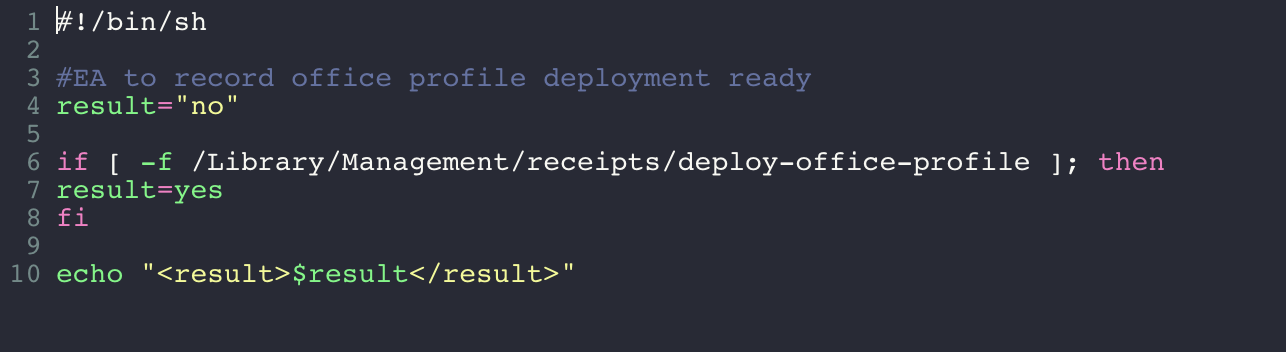 1 #!/bin/sh
2
3 #EA to record office profile deployment ready
4 result="no"
5
6 if [ -f /Library/Management/receipts/deploy-office-profile ]; then
7 result=yes
8 fi
9
10 echo "<result>$result</result>"